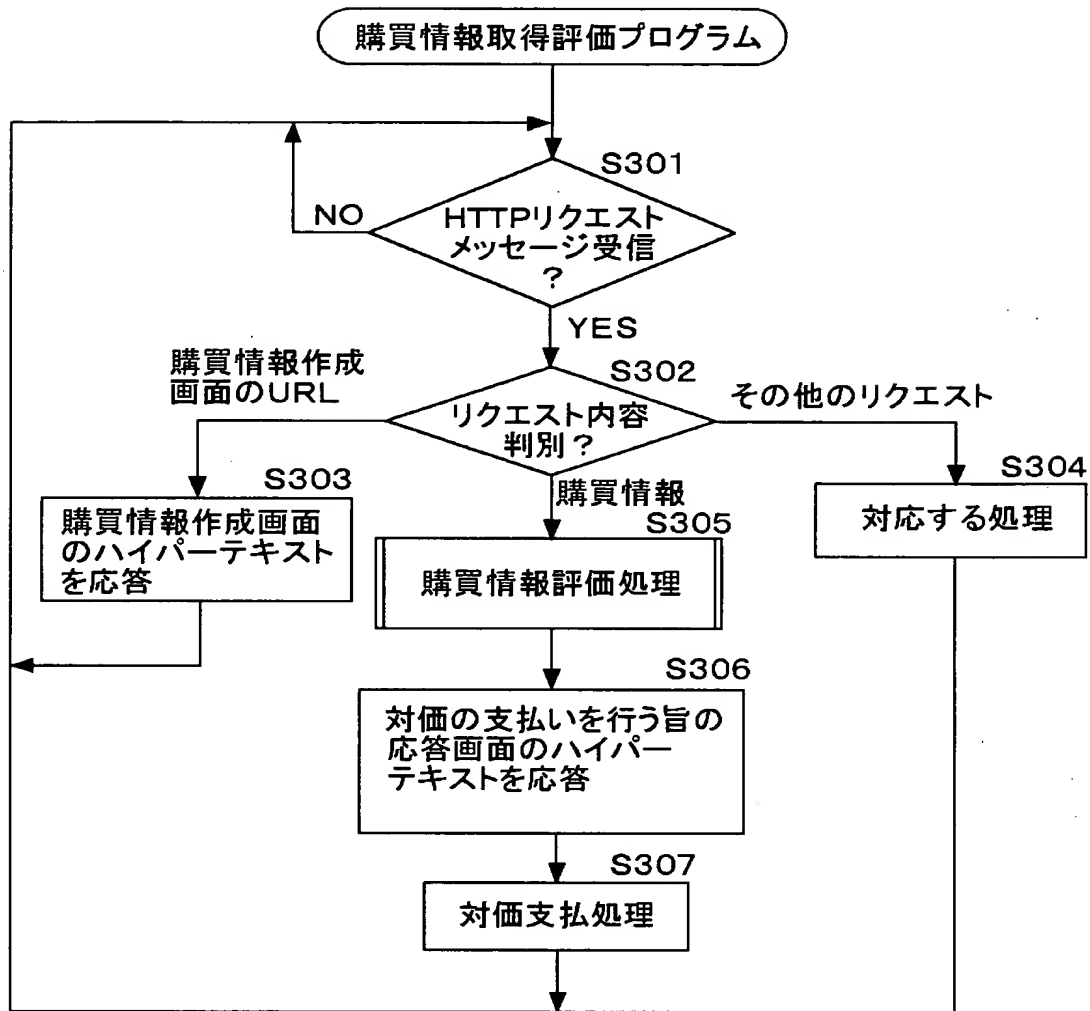 購買情報取得評価プログラム
S301
NO
HTTPリクエスト
メッセージ受信
?
YES
購買情報作成
画面のURL
S302
その他のリクエスト
リクエスト内容
判別?
S303
購買情報作成画面
のハイパーテキスト
を応答
購買情報
S304
対応する処理
S305
購買情報評価処理
S306
対価の支払いを行う旨の
応答画面のハイパー
テキストを応答
S307
対価支払処理